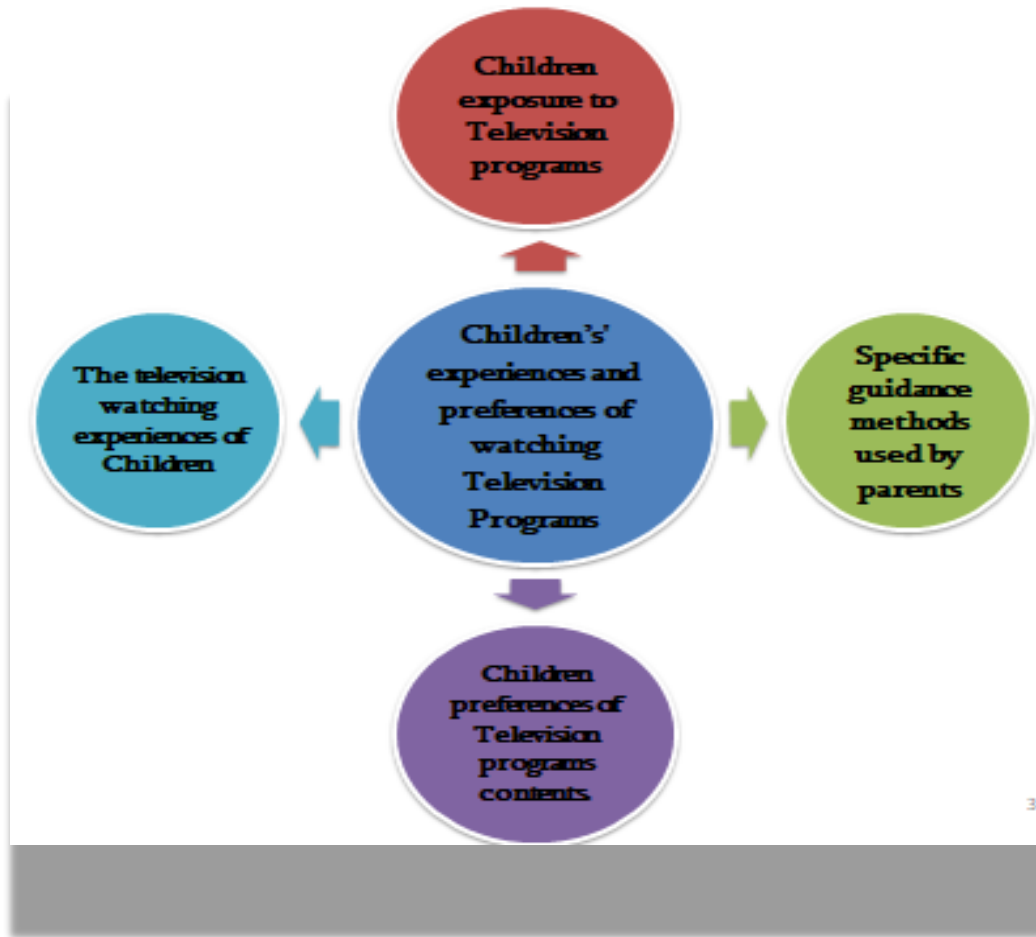 Children
exposure to
Television
programs
The television
watching
experiences of
Children
Children's'
experiences and
preferences of
watching
Television
Programs
Specific
guidance
methods
used by
parents
Children
preferences of
Television
programs
contents.
3